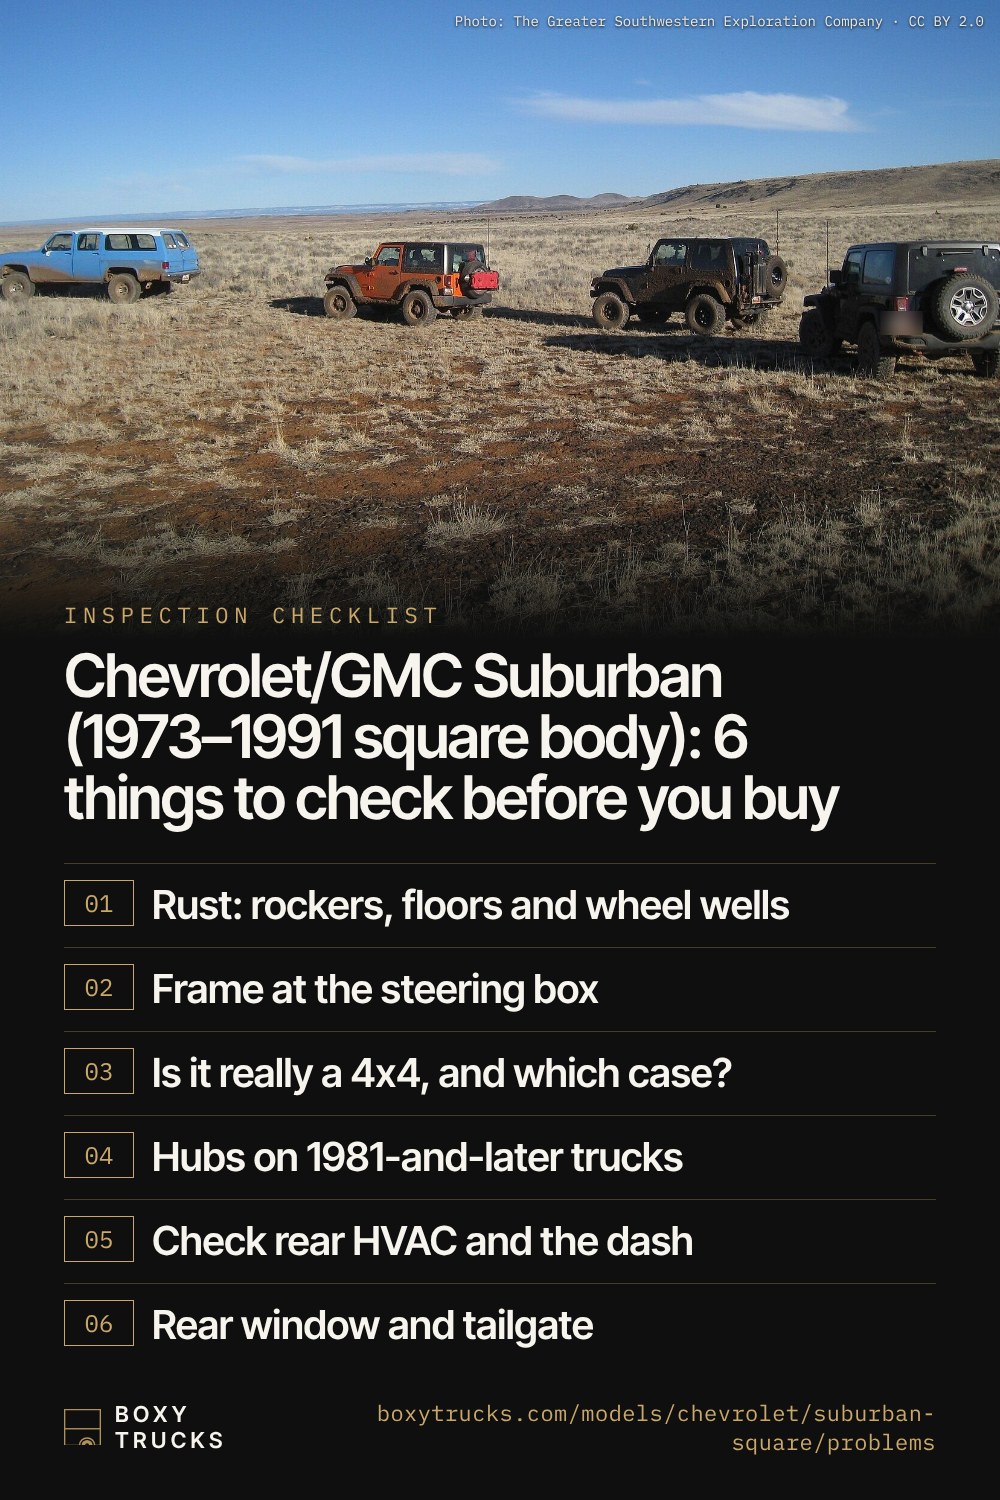 Photo: The Greater Southwestern Exploration Company · CC BY 2.0
INSPECTION CHECKLIST
Chevrolet/GMC Suburban
(1973–1991 square body): 6
things to check before you buy
01 Rust: rockers, floors and wheel wells
02 Frame at the steering box
03 Is it really a 4x4, and which case?
04 Hubs on 1981-and-later trucks
05 Check rear HVAC and the dash
06 Rear window and tailgate
BOXY
TRUCKS
boxytrucks.com/models/chevrolet/suburban-
square/problems